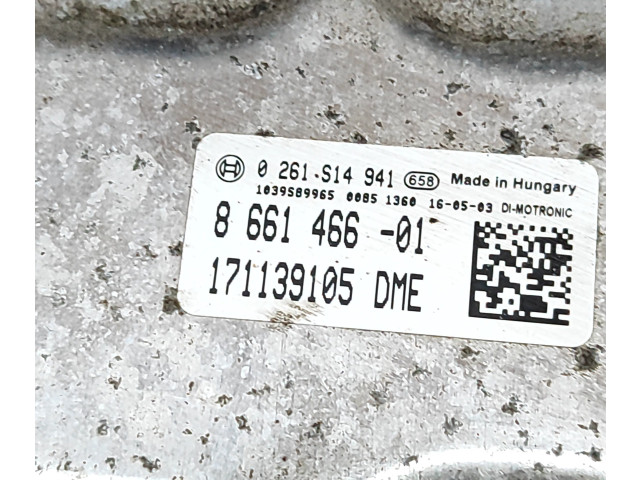 0 261 S14 941 658 Made in Hungary
1039S89965 0085 1360 16-05-03 DI-MOTRONIC
8 661 466 -01
171139105 DME